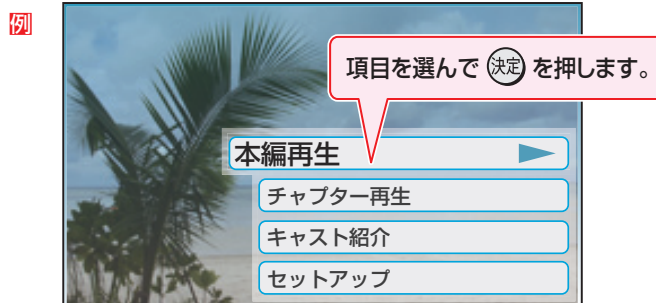 例
項目を選んで 決定 を押します。
本編再生
チャプター再生
キャスト紹介
セットアップ